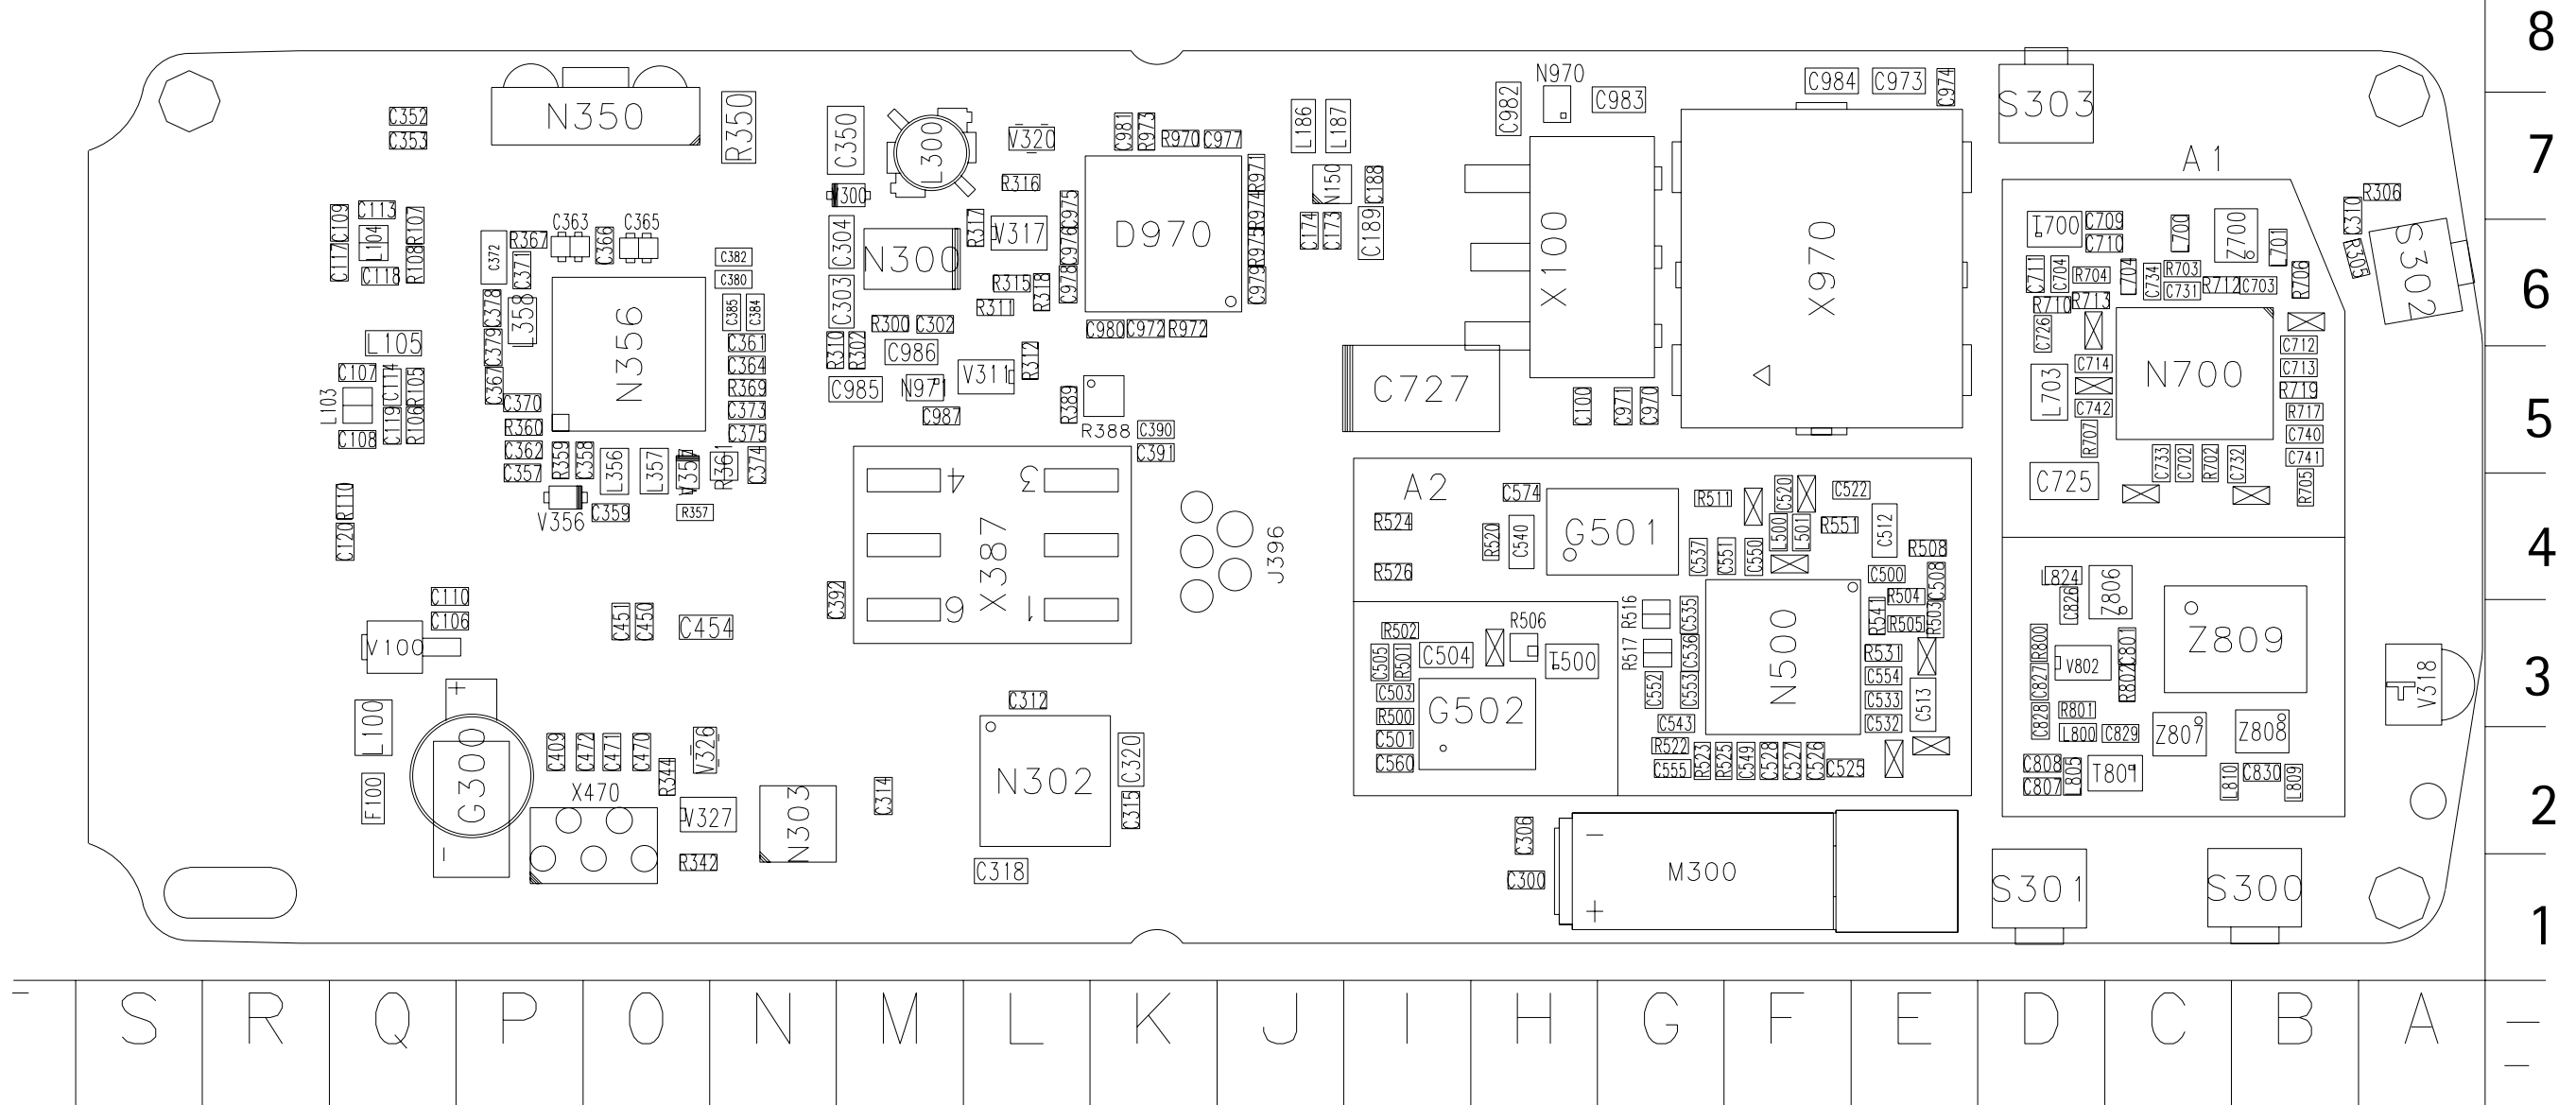 8
N970
C984 C973 C974
C982 C983
S303
N350 R350
C352
C353
C350 L300 V320 C981 R973 R970 C977
L186 L187
7
A1
V300 R316 R971 N150 C188
C109 C113 R107
C363 C365
C975 R974
C174 C173 C189
R306
C310
T700 C709 L700 Z700 L701
L104 R367 C366
C304 N300 R317 V317
D970
X100
X970
C710
R303 S302
C117 C118 R108
C372 C371 C382
C976 R975
C380
C303 R315 R318 C978 C979
C711 C704 R704 L704 C734 R703 R712 C703 R706
C731
6
C378 L358 N356 C385 C384
R311
R710 R713
R300 C302 C980 C972 R972
C726
L105 C379 C361
R310 R302 C986 R312
C712
C107 C114 R105 C367 C364
V311
C714 C713
C727
N700
R369 C985 N971
L703 R719
L103 C370 C373 C987 R389
C100 C971 C970
C742 R717
C119 R106 R360 C375
R388 C390
R707 C740
5
C108 C362 R359 C358 L356 L357 V357 R361 C374
C391
C733 C702 R702 C732 C741
C357
C725 R705
4 3
A2
C574 G501 R511 C520 C522
R110 V356 C359 R357
R524 R520 C540 L500 L501 R551 C512
C120
X387 J396
C537 C551 C550 R508
4
R526
C500 C508
L824 Z806
C110 C451 C450 C454 C392
6 1
R516 C535 N500 R541 R504 R503
C826 Z809
C106
R502 R506 R505
V100
C505 R501 C504 T500 R517 C536 R531
R800 V802 C801
C503 C552 C553 C554
C827 R802
V318
3
+
C312
R500 G502 C533 C513
L100
C543 C532
C828 R801
G300 C409 C472 C471 C470 V326
N302 C320
C501 R522
L800 C829 Z807 Z808
C560 C555 R523 R525 C549 C528 C527 C526 C525
F100 X470 R344 C314
C808 L805 T801 L810 C830 L809
C807
V327 N303 C315
2
-
C306 -
R342 C318
C300 M300
S301 S300
+
1
S R Q P O N M L K J I H G F E D C B A